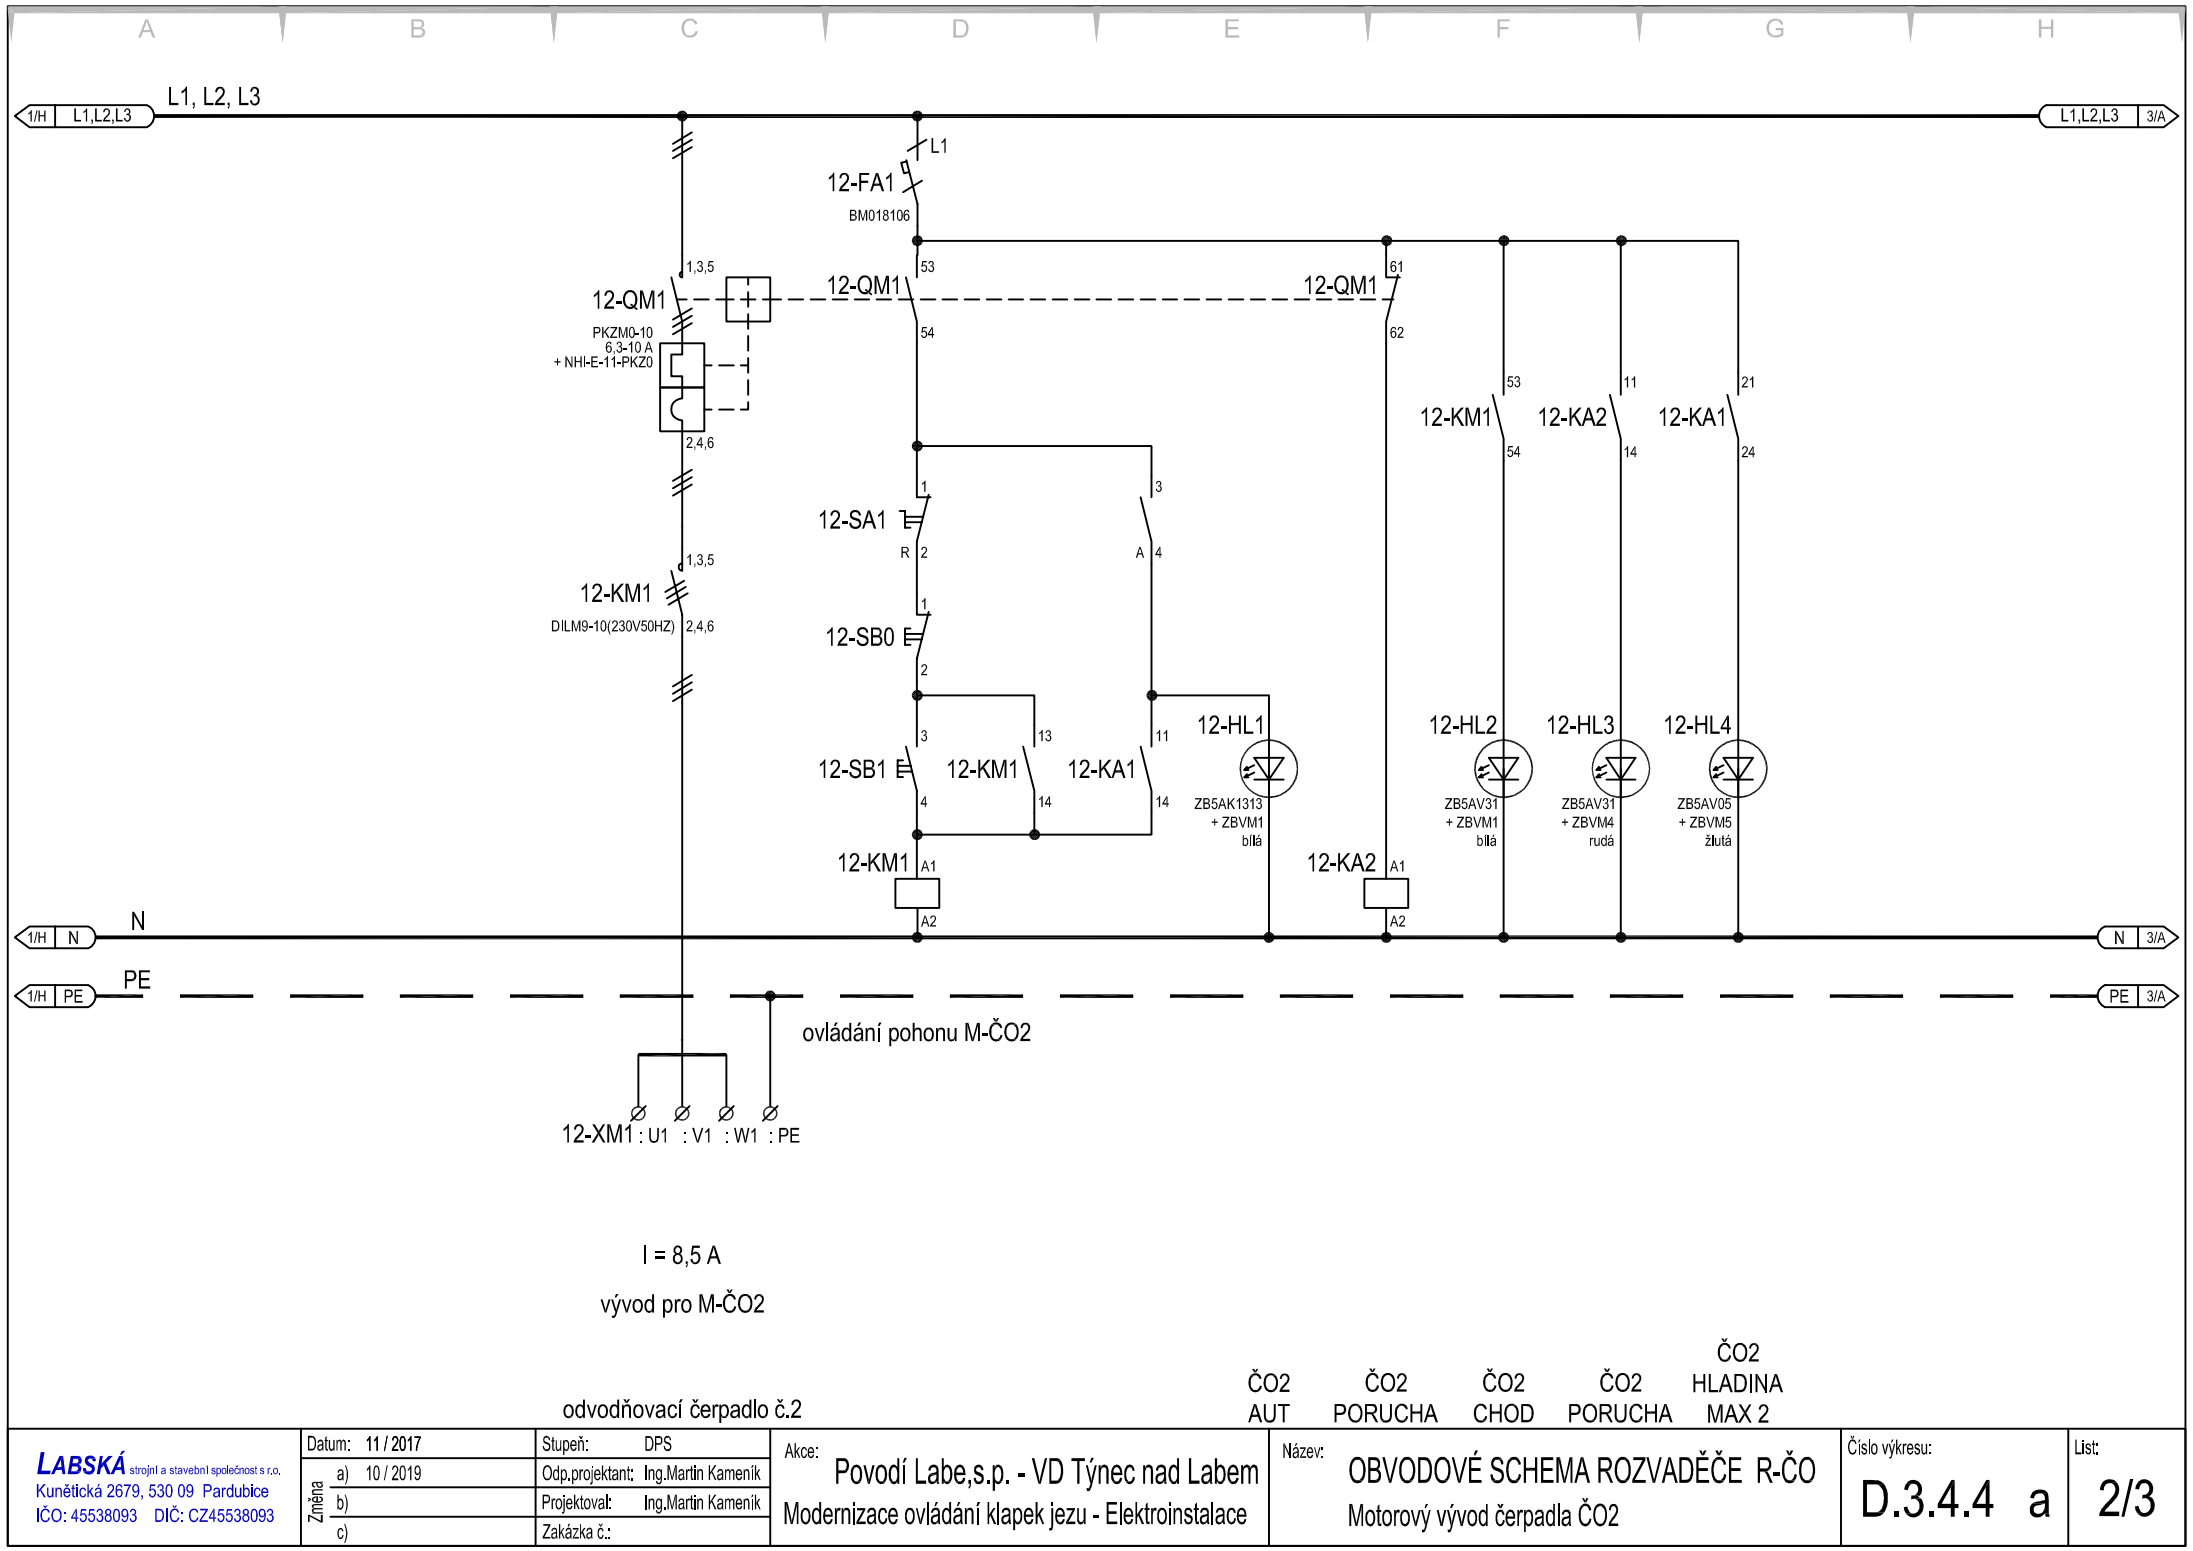 A B C D E F G H
L1, L2, L3
1/H L1,L2,L3
L1,L2,L3 3/A
L1
12-FA1
BM018106
1,3,5
12-QM1
PKZM0-10
6,3-10 A
+ NHI-E-11-PKZ0
2,4,6
53
12-QM1
54
61
12-QM1
62
53
12-KM1
54
11
12-KA2
14
21
12-KA1
24
1
12-SA1
R 2
3
A 4
1,3,5
12-KM1
DILM9-10(230V50HZ)
2,4,6
1
12-SB0
2
3
12-SB1
4
13
12-KM1
14
11
12-KA1
14
12-HL1
ZB5AK1313
+ ZBVM1
bílá
12-HL2
ZB5AV31
+ ZBVM1
bílá
12-HL3
ZB5AV31
+ ZBVM4
rudá
12-HL4
ZB5AV05
+ ZBVM5
žlutá
12-KM1 A1
A2
12-KA2 A1
A2
N
1/H N
N 3/A
PE
1/H PE
PE 3/A
ovládání pohonu M-ČO2
12-XM1 : U1 : V1 : W1 : PE
I = 8,5 A
vývod pro M-ČO2
odvodňovací čerpadlo č.2
ČO2
AUT
ČO2
PORUCHA
ČO2
CHOD
ČO2
PORUCHA
ČO2
HLADINA
MAX 2
LABSKÁ strojní a stavební společnost s r.o.
Kunětická 2679, 530 09 Pardubice
IČO: 45538093 DIČ: CZ45538093
Datum: 11 / 2017
Změna
a) 10 / 2019
b)
c)
Stupeň: DPS
Odp.projektant: Ing.Martin Kameník
Projektoval: Ing.Martin Kameník
Zakázka č.:
Akce:
Povodí Labe,s.p. - VD Týnec nad Labem
Modernizace ovládání klapek jezu - Elektroinstalace
Název:
OBVODOVÉ SCHEMA ROZVADĚČE R-ČO
Motorový vývod čerpadla ČO2
Číslo výkresu:
D.3.4.4 a
List:
2/3